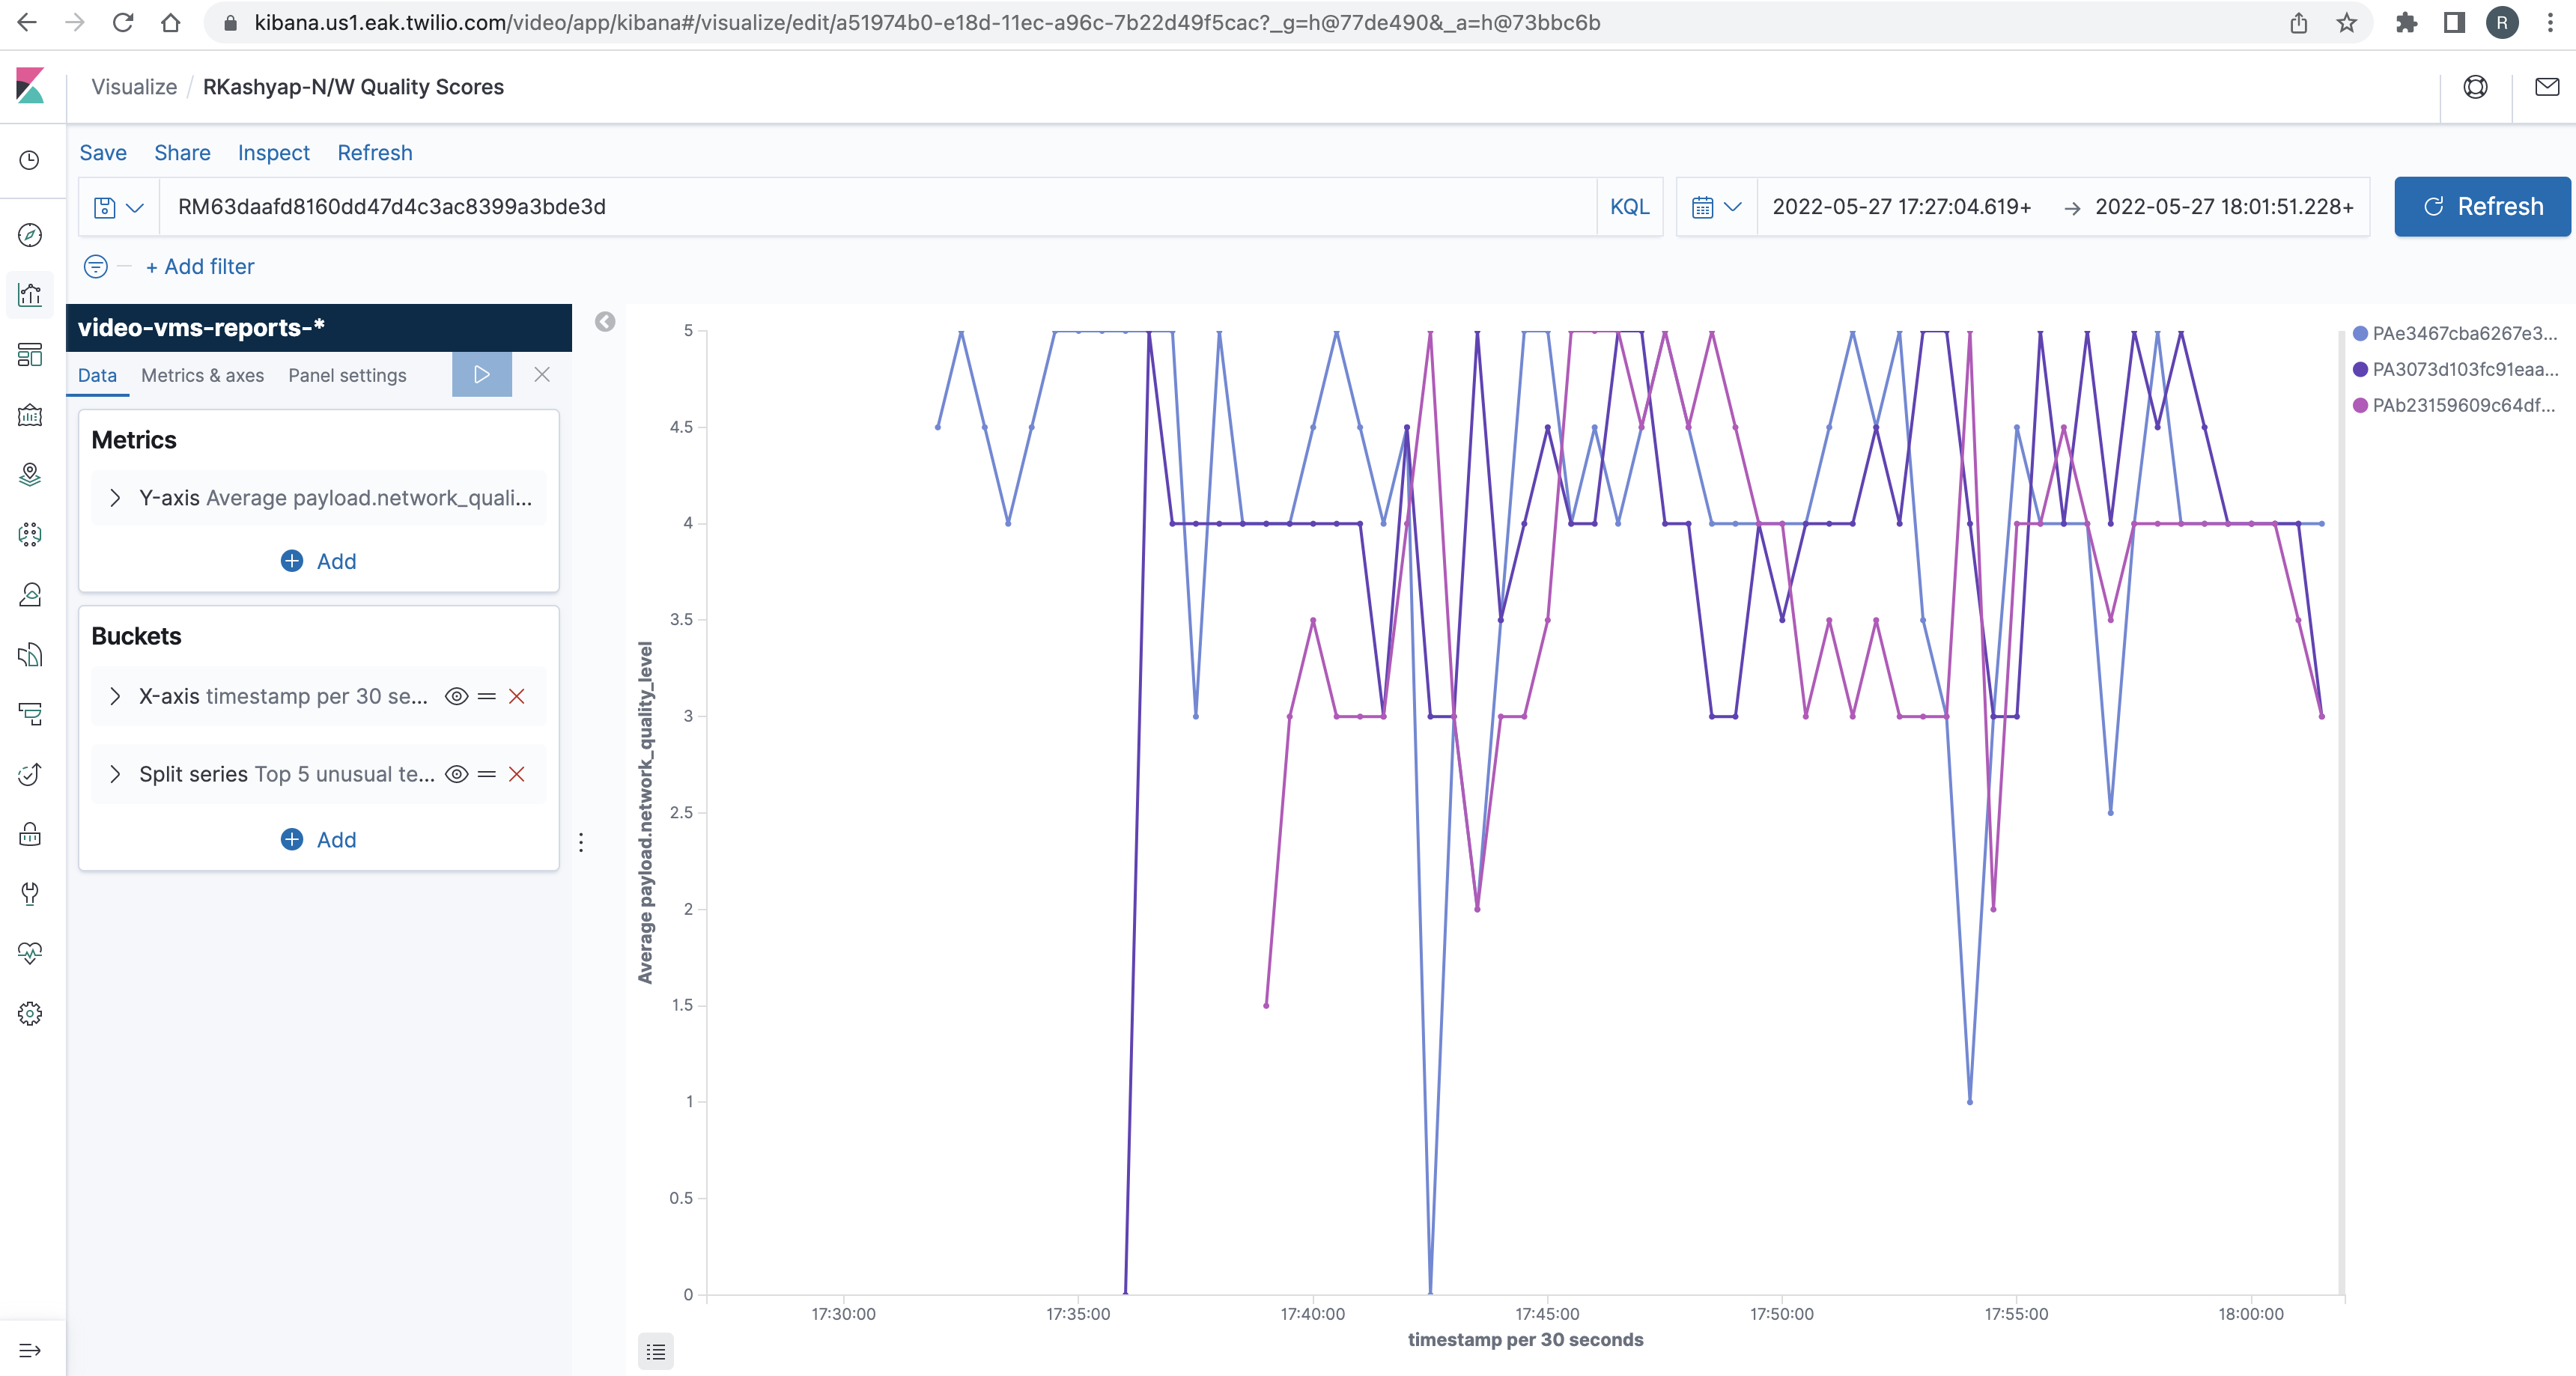 kibana.us1.eak.twilio.com/video/app/kibana#/visualize/edit/a51974b0-e18d-11ec-a96c-7b22d49f5cac?_g=h@77de490&_a=h@73bbc6b
R
Visualize / RKashyap-N/W Quality Scores
Save Share Inspect Refresh
RM63daafd8160dd47d4c3ac8399a3bde3d KQL 2022-05-27 17:27:04.619+ → 2022-05-27 18:01:51.228+ Refresh
+ Add filter
video-vms-reports-*
Data Metrics & axes Panel settings
Metrics
Y-axis Average payload.network_quali...
Add
Buckets
X-axis timestamp per 30 se...
Split series Top 5 unusual te...
Add
Average payload.network_quality_level
5
4.5
4
3.5
3
2.5
2
1.5
1
0.5
0
17:30:00 17:35:00 17:40:00 17:45:00 17:50:00 17:55:00 18:00:00
timestamp per 30 seconds
PAe3467cba6267e3...
PA3073d103fc91eaa...
PAb23159609c64df...